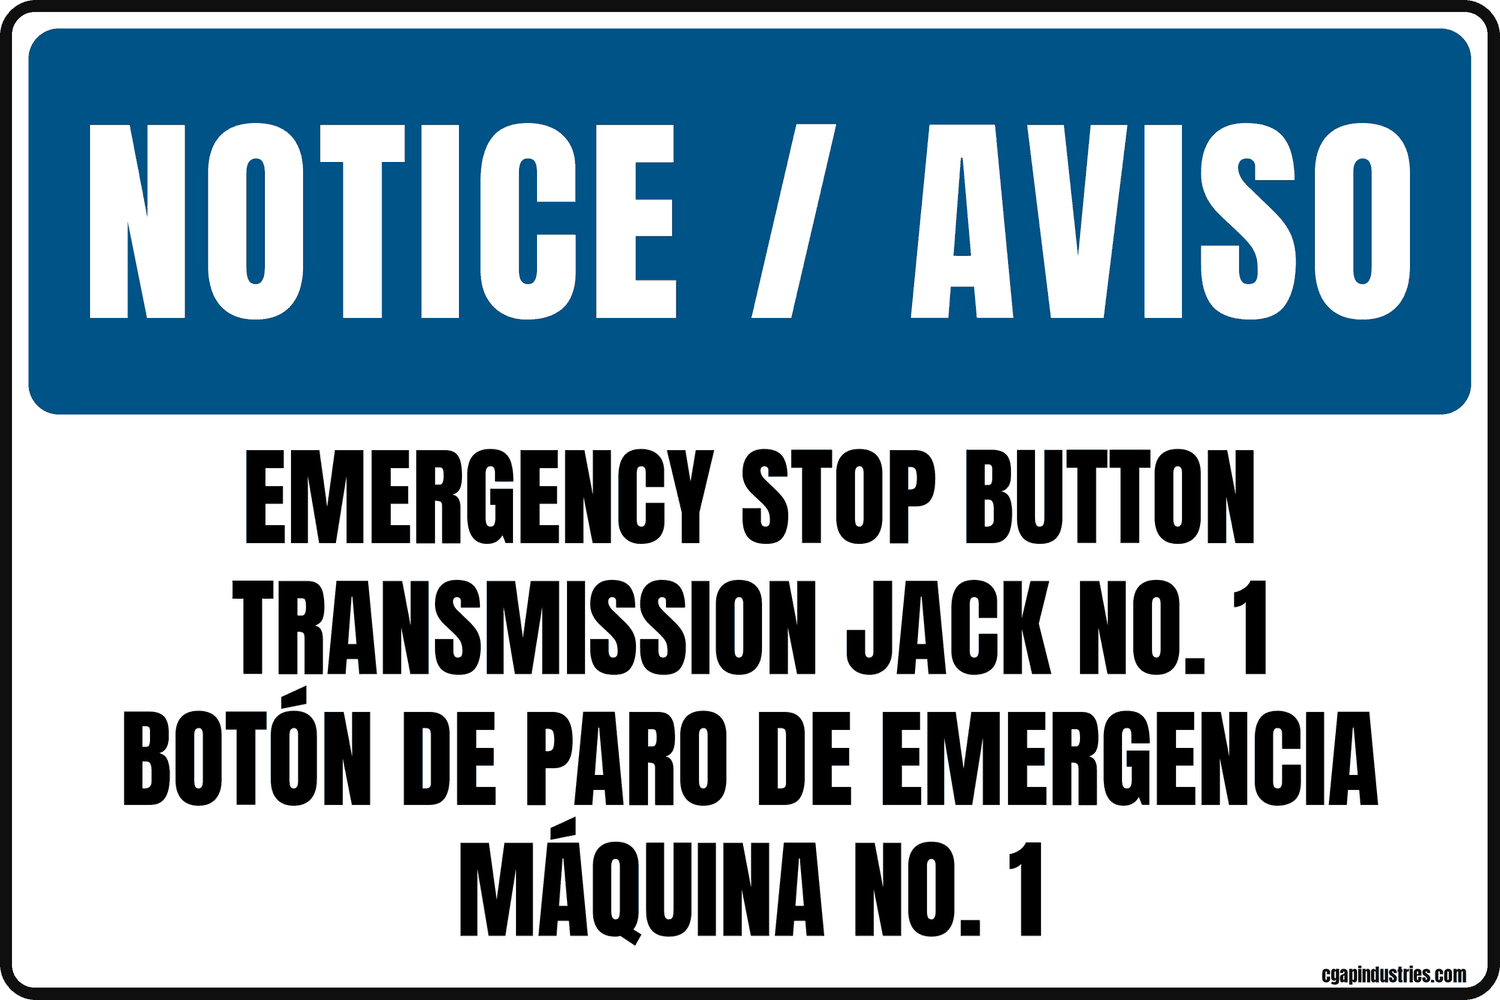 NOTICE / AVISO
EMERGENCY STOP BUTTON
TRANSMISSION JACK NO. 1
BOTÓN DE PARO DE EMERGENCIA
MÁQUINA NO. 1
cgapindustries.com